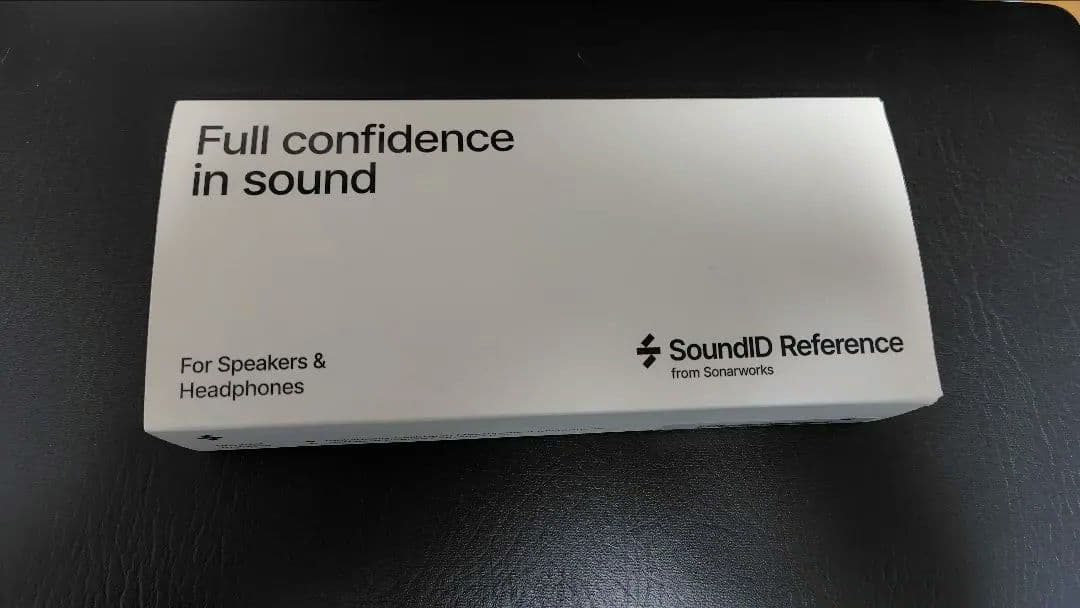 Full confidence
in sound
For Speakers &
Headphones
SoundID Reference
from Sonarworks